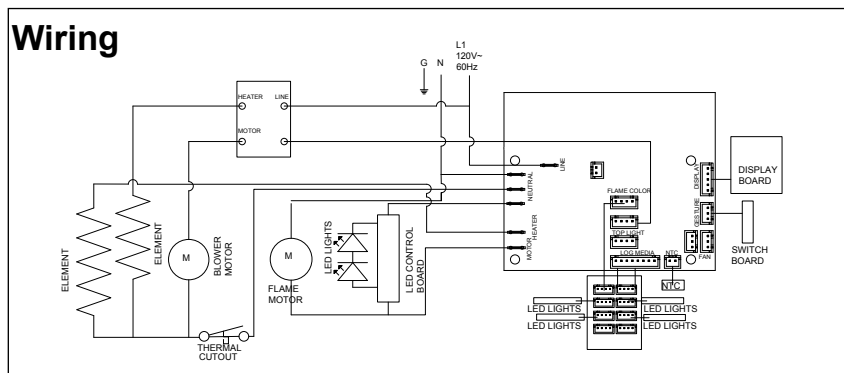 Wiring
G N
L1
120V~
60Hz
HEATER LINE
MOTOR
ELEMENT
ELEMENT
M
BLOWER
MOTOR
THERMAL
CUTOUT
M
FLAME
MOTOR
LED LIGHTS
LED CONTROL
BOARD
LINE
NEUTRAL
HEATER
MOTOR
FLAME COLOR
TOP LIGHT
LOG MEDIA
NTC
DISPLAY
GESTURE
FAN
DISPLAY
BOARD
SWITCH
BOARD
NTC
LED LIGHTS
LED LIGHTS
LED LIGHTS
LED LIGHTS